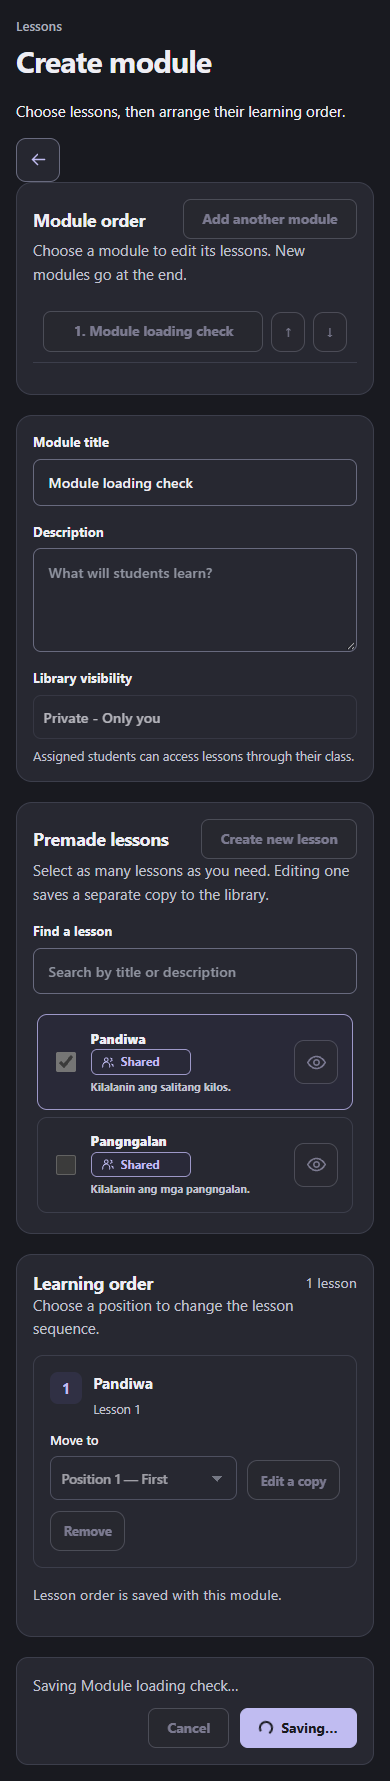 Lessons
Create module
Choose lessons, then arrange their learning order.
←
Module order
Add another module
Choose a module to edit its lessons. New
modules go at the end.
1. Module loading check
↑
↓
Module title
Module loading check
Description
What will students learn?
Library visibility
Private - Only you
Assigned students can access lessons through their class.
Premade lessons
Create new lesson
Select as many lessons as you need. Editing one
saves a separate copy to the library.
Find a lesson
Search by title or description
Pandiwa
Shared
Kilalanin ang salitang kilos.
Pangngalan
Shared
Kilalanin ang mga pangngalan.
Learning order
1 lesson
Choose a position to change the lesson
sequence.
1
Pandiwa
Lesson 1
Move to
Position 1 — First
Edit a copy
Remove
Lesson order is saved with this module.
Saving Module loading check...
Cancel
Saving...